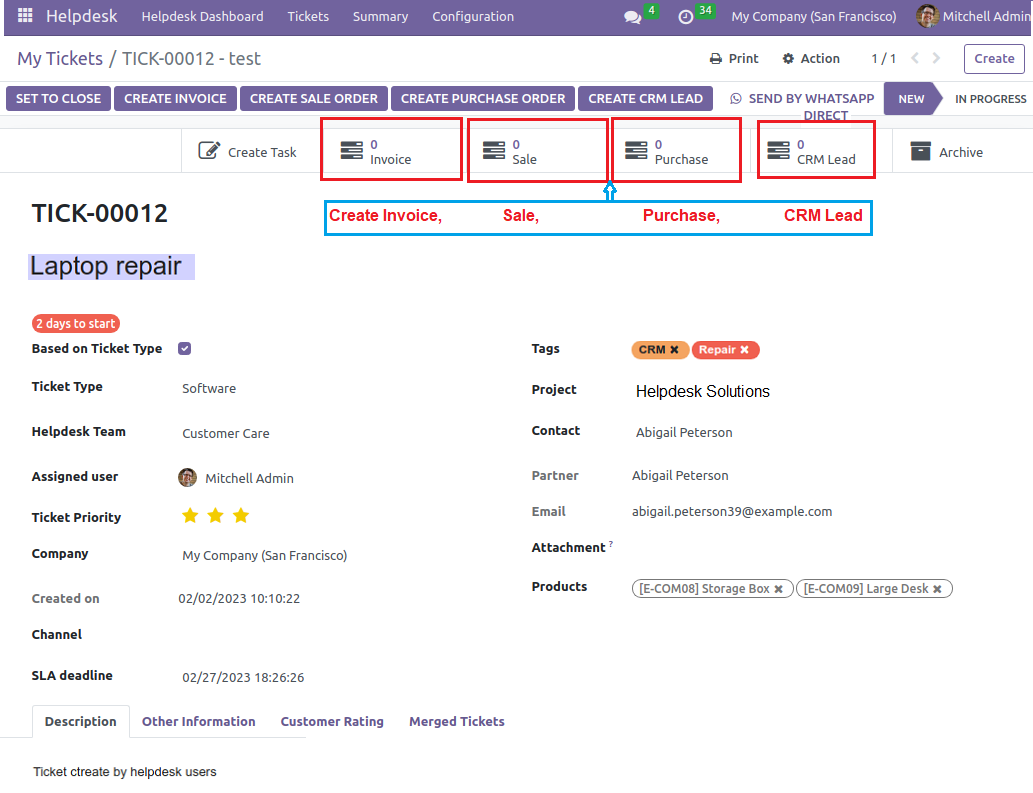 Helpdesk Helpdesk Dashboard Tickets Summary Configuration 4 34 My Company (San Francisco) Mitchell Admin
My Tickets / TICK-00012 - test Print Action 1 / 1 Create
SET TO CLOSE CREATE INVOICE CREATE SALE ORDER CREATE PURCHASE ORDER CREATE CRM LEAD SEND BY WHATSAPP DIRECT NEW IN PROGRESS
Create Task 0 Invoice 0 Sale 0 Purchase 0 CRM Lead Archive
TICK-00012
Create Invoice, Sale, Purchase, CRM Lead
Laptop repair
2 days to start
Based on Ticket Type Tags CRM Repair
Ticket Type Software Project Helpdesk Solutions
Helpdesk Team Customer Care Contact Abigail Peterson
Assigned user Mitchell Admin Partner Abigail Peterson
Ticket Priority Email abigail.peterson39@example.com
Company My Company (San Francisco) Attachment ?
Created on 02/02/2023 10:10:22 Products [E-COM08] Storage Box [E-COM09] Large Desk
Channel
SLA deadline 02/27/2023 18:26:26
Description Other Information Customer Rating Merged Tickets
Ticket ctreate by helpdesk users